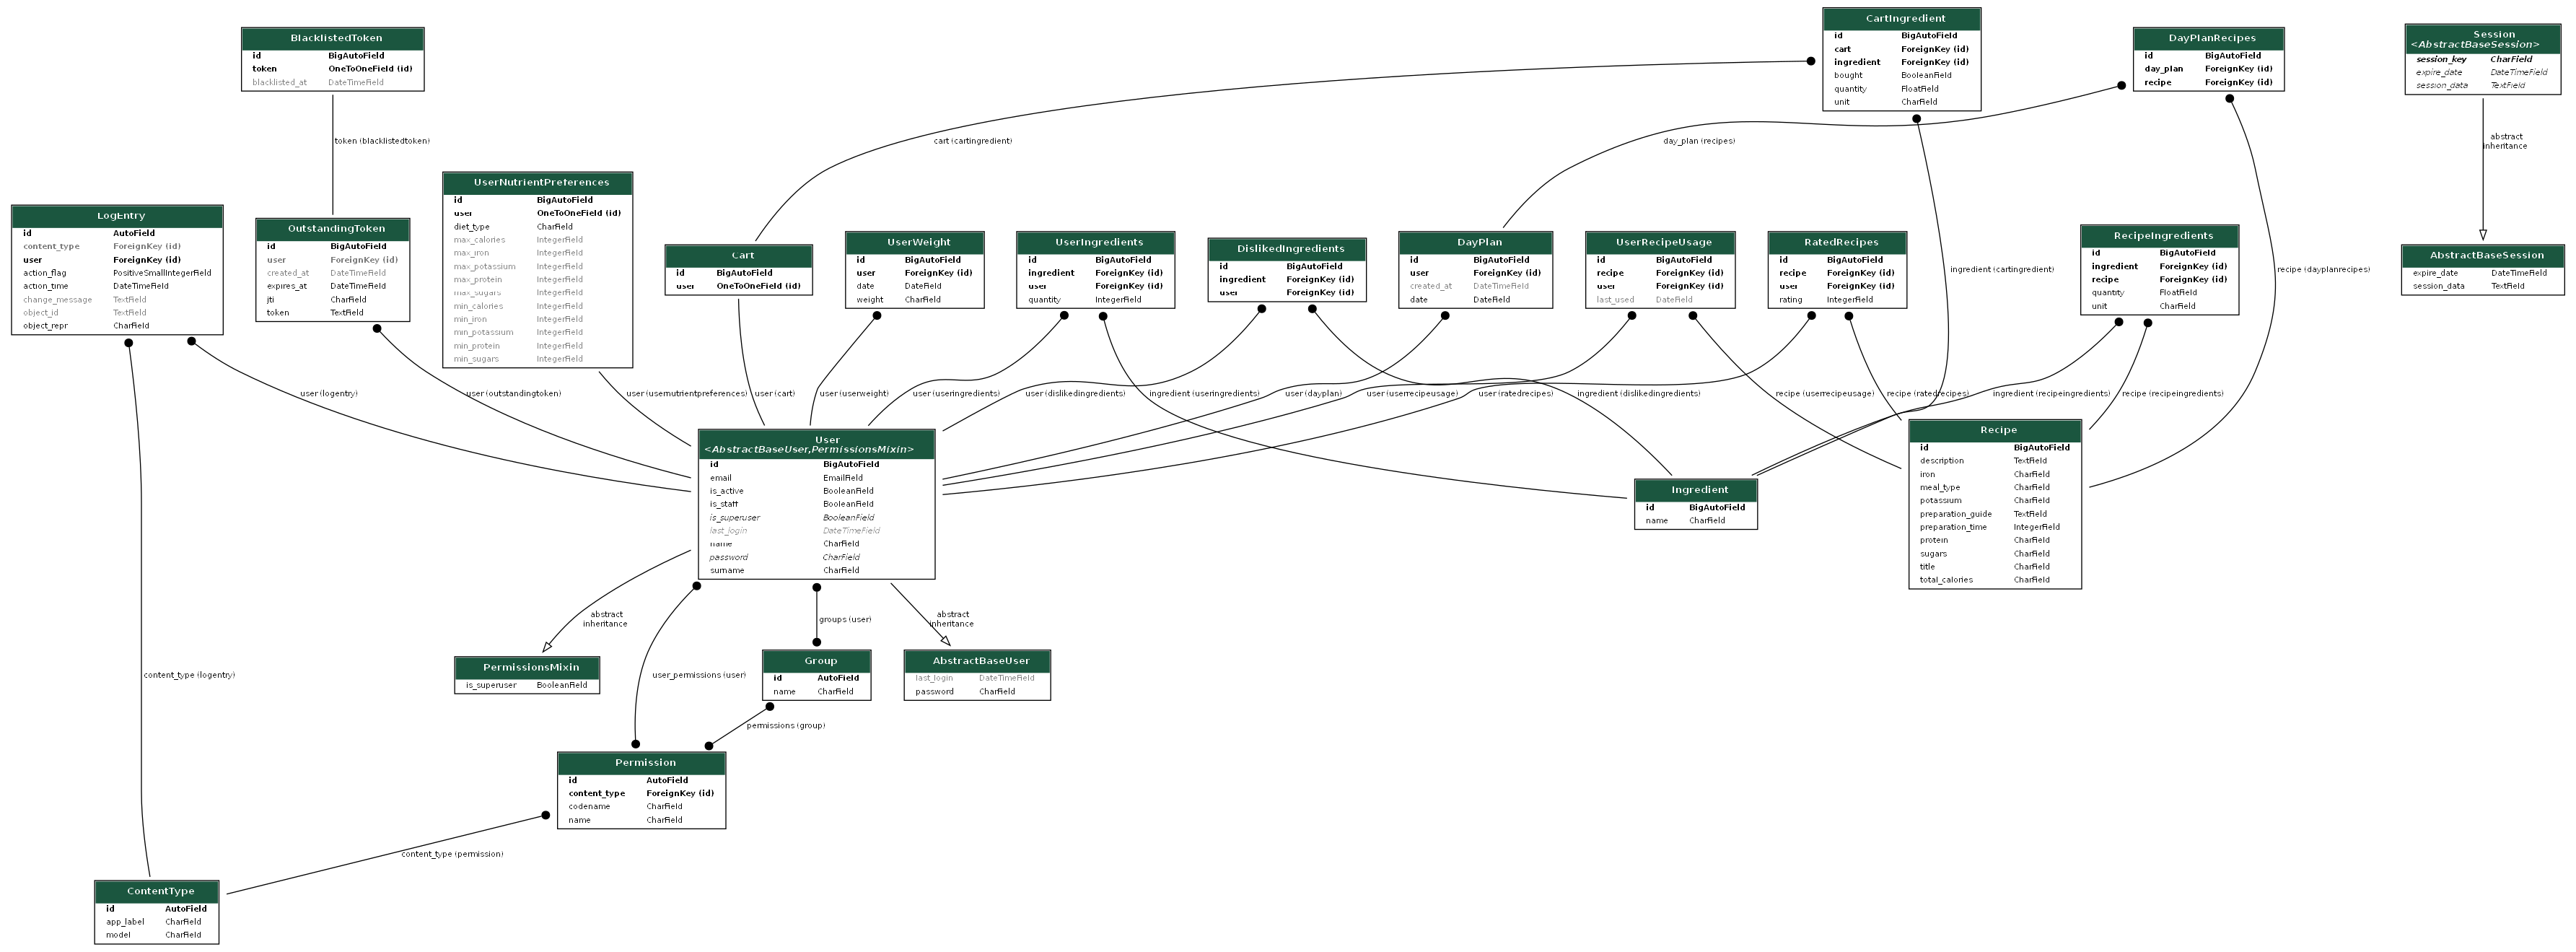 BlacklistedToken
id BigAutoField
token OneToOneField (id)
blacklisted_at DateTimeField
CartIngredient
id BigAutoField
cart ForeignKey (id)
ingredient ForeignKey (id)
bought BooleanField
quantity FloatField
unit CharField
DayPlanRecipes
id BigAutoField
day_plan ForeignKey (id)
recipe ForeignKey (id)
Session
<AbstractBaseSession>
session_key CharField
expire_date DateTimeField
session_data TextField
token (blacklistedtoken)
cart (cartingredient)
day_plan (recipes)
abstract
inheritance
LogEntry
id AutoField
content_type ForeignKey (id)
user ForeignKey (id)
action_flag PositiveSmallIntegerField
action_time DateTimeField
change_message TextField
object_id TextField
object_repr CharField
OutstandingToken
id BigAutoField
user ForeignKey (id)
created_at DateTimeField
expires_at DateTimeField
jti CharField
token TextField
UserNutrientPreferences
id BigAutoField
user OneToOneField (id)
diet_type CharField
max_calories IntegerField
max_iron IntegerField
max_potassium IntegerField
max_protein IntegerField
max_sugars IntegerField
min_calories IntegerField
min_iron IntegerField
min_potassium IntegerField
min_protein IntegerField
min_sugars IntegerField
Cart
id BigAutoField
user OneToOneField (id)
UserWeight
id BigAutoField
user ForeignKey (id)
date DateField
weight CharField
UserIngredients
id BigAutoField
ingredient ForeignKey (id)
user ForeignKey (id)
quantity IntegerField
DislikedIngredients
id BigAutoField
ingredient ForeignKey (id)
user ForeignKey (id)
DayPlan
id BigAutoField
user ForeignKey (id)
created_at DateTimeField
date DateField
UserRecipeUsage
id BigAutoField
recipe ForeignKey (id)
user ForeignKey (id)
last_used DateField
RatedRecipes
id BigAutoField
recipe ForeignKey (id)
user ForeignKey (id)
rating IntegerField
ingredient (cartingredient)
RecipeIngredients
id BigAutoField
ingredient ForeignKey (id)
recipe ForeignKey (id)
quantity FloatField
unit CharField
recipe (dayplanrecipes)
AbstractBaseSession
expire_date DateTimeField
session_data TextField
user (logentry)
user (outstandingtoken)
user (usernutrientpreferences)
user (cart)
user (userweight)
user (useringredients)
user (dislikedingredients)
ingredient (useringredients)
user (dayplan)
user (userrecipeusage)
user (ratedrecipes)
ingredient (dislikedingredients)
recipe (userrecipeusage)
recipe (ratedrecipes)
ingredient (recipeingredients)
recipe (recipeingredients)
User
<AbstractBaseUser,PermissionsMixin>
id BigAutoField
email EmailField
is_active BooleanField
is_staff BooleanField
is_superuser BooleanField
last_login DateTimeField
name CharField
password CharField
surname CharField
Ingredient
id BigAutoField
name CharField
Recipe
id BigAutoField
description TextField
iron CharField
meal_type CharField
potassium CharField
preparation_guide TextField
preparation_time IntegerField
protein CharField
sugars CharField
title CharField
total_calories CharField
abstract
inheritance
groups (user)
abstract
inheritance
PermissionsMixin
is_superuser BooleanField
user_permissions (user)
Group
id AutoField
name CharField
AbstractBaseUser
last_login DateTimeField
password CharField
content_type (logentry)
permissions (group)
Permission
id AutoField
content_type ForeignKey (id)
codename CharField
name CharField
content_type (permission)
ContentType
id AutoField
app_label CharField
model CharField